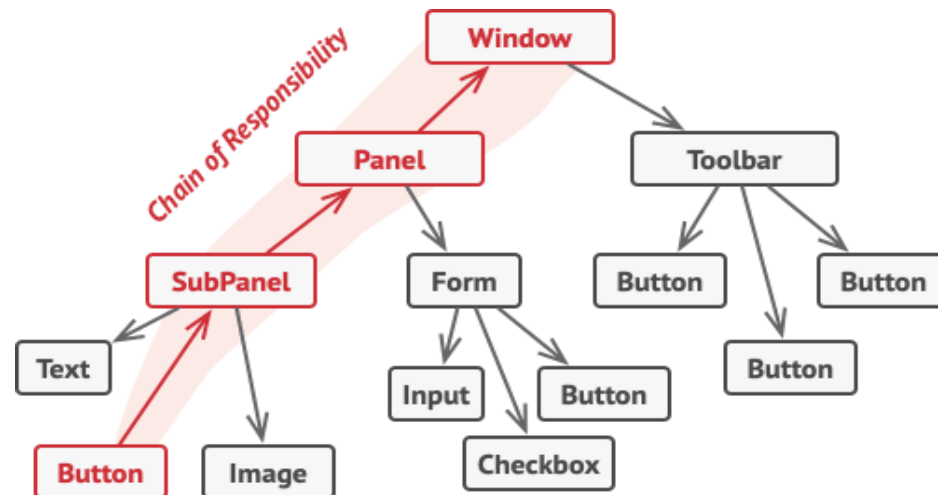 Window
Chain of Responsibility
Panel
Toolbar
SubPanel
Form
Button
Button
Text
Input
Button
Button
Button
Image
Checkbox